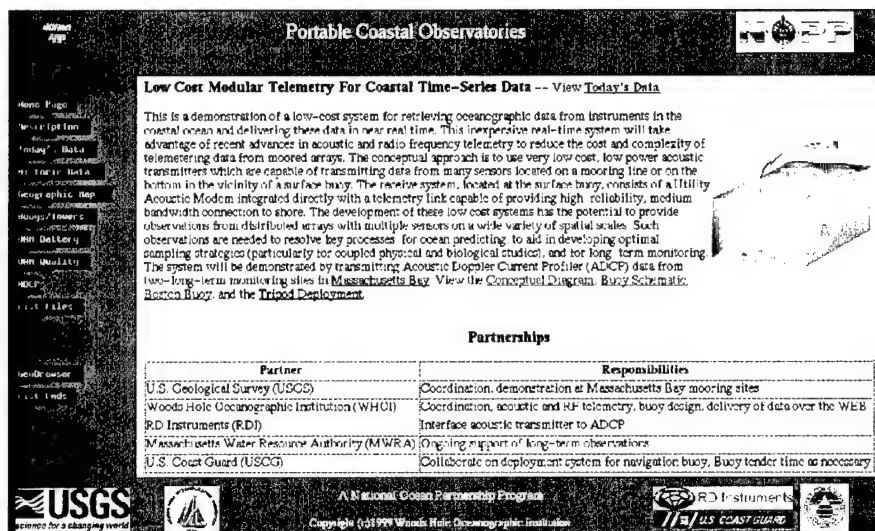 Portable Coastal Observatories
NOPP
Low Cost Modular Telemetry For Coastal Time-Series Data -- View Today's Data
This is a demonstration of a low-cost system for retrieving oceanographic data from instruments in the
coastal ocean and delivering these data in near real time. This inexpensive real-time system will take
advantage of recent advances in acoustic and radio frequency telemetry to reduce the cost and complexity of
telemetering data from moored arrays. The conceptual approach is to use very low cost, low power acoustic
transmitters which are capable of transmitting data from many sensors located on a mooring line or on the
bottom in the vicinity of a surface buoy. The receive system, located at the surface buoy, consists of a Utility
Acoustic Modem integrated directly with a telemetry link capable of providing high-reliability, medium
bandwidth connection to shore. The development of these low cost systems has the potential to provide
observations from distributed arrays with multiple sensors on a wide variety of spatial scales. Such
observations are needed to resolve key processes for ocean predicting, to aid in developing optimal
sampling strategies (particularly for coupled physical and biological studies), and for long-term monitoring.
The system will be demonstrated by transmitting Acoustic Doppler Current Profiler (ADCP) data from
two-long-term monitoring sites in Massachusetts Bay. View the Conceptual Diagram, Buoy Schematic,
Boston Buoy, and the Tripod Deployment.
Home Page
Description
Today's Data
Historic Data
Geographic Map
Buoys/Towers
UAM Battery
UAM Quality
ADCPs
List Files
GeoBrowser
List Cmds
Partnerships
Partner Responsibilities
U.S. Geological Survey (USGS) Coordination, demonstration at Massachusetts Bay mooring sites
Woods Hole Oceanographic Institution (WHOI) Coordination, acoustic and RF telemetry, buoy design, delivery of data over the WEB
RD Instruments (RDI) Interface acoustic transmitter to ADCP
Massachusetts Water Resource Authority (MWRA) Ongoing support of long-term observations
U.S. Coast Guard (USCG) Collaborate on deployment system for navigation buoy, Buoy tender time as necessary
USGS
science for a changing world
A National Ocean Partnership Program
Copyright (c)1999 Woods Hole Oceanographic Institution
RD Instruments
U.S. COAST GUARD